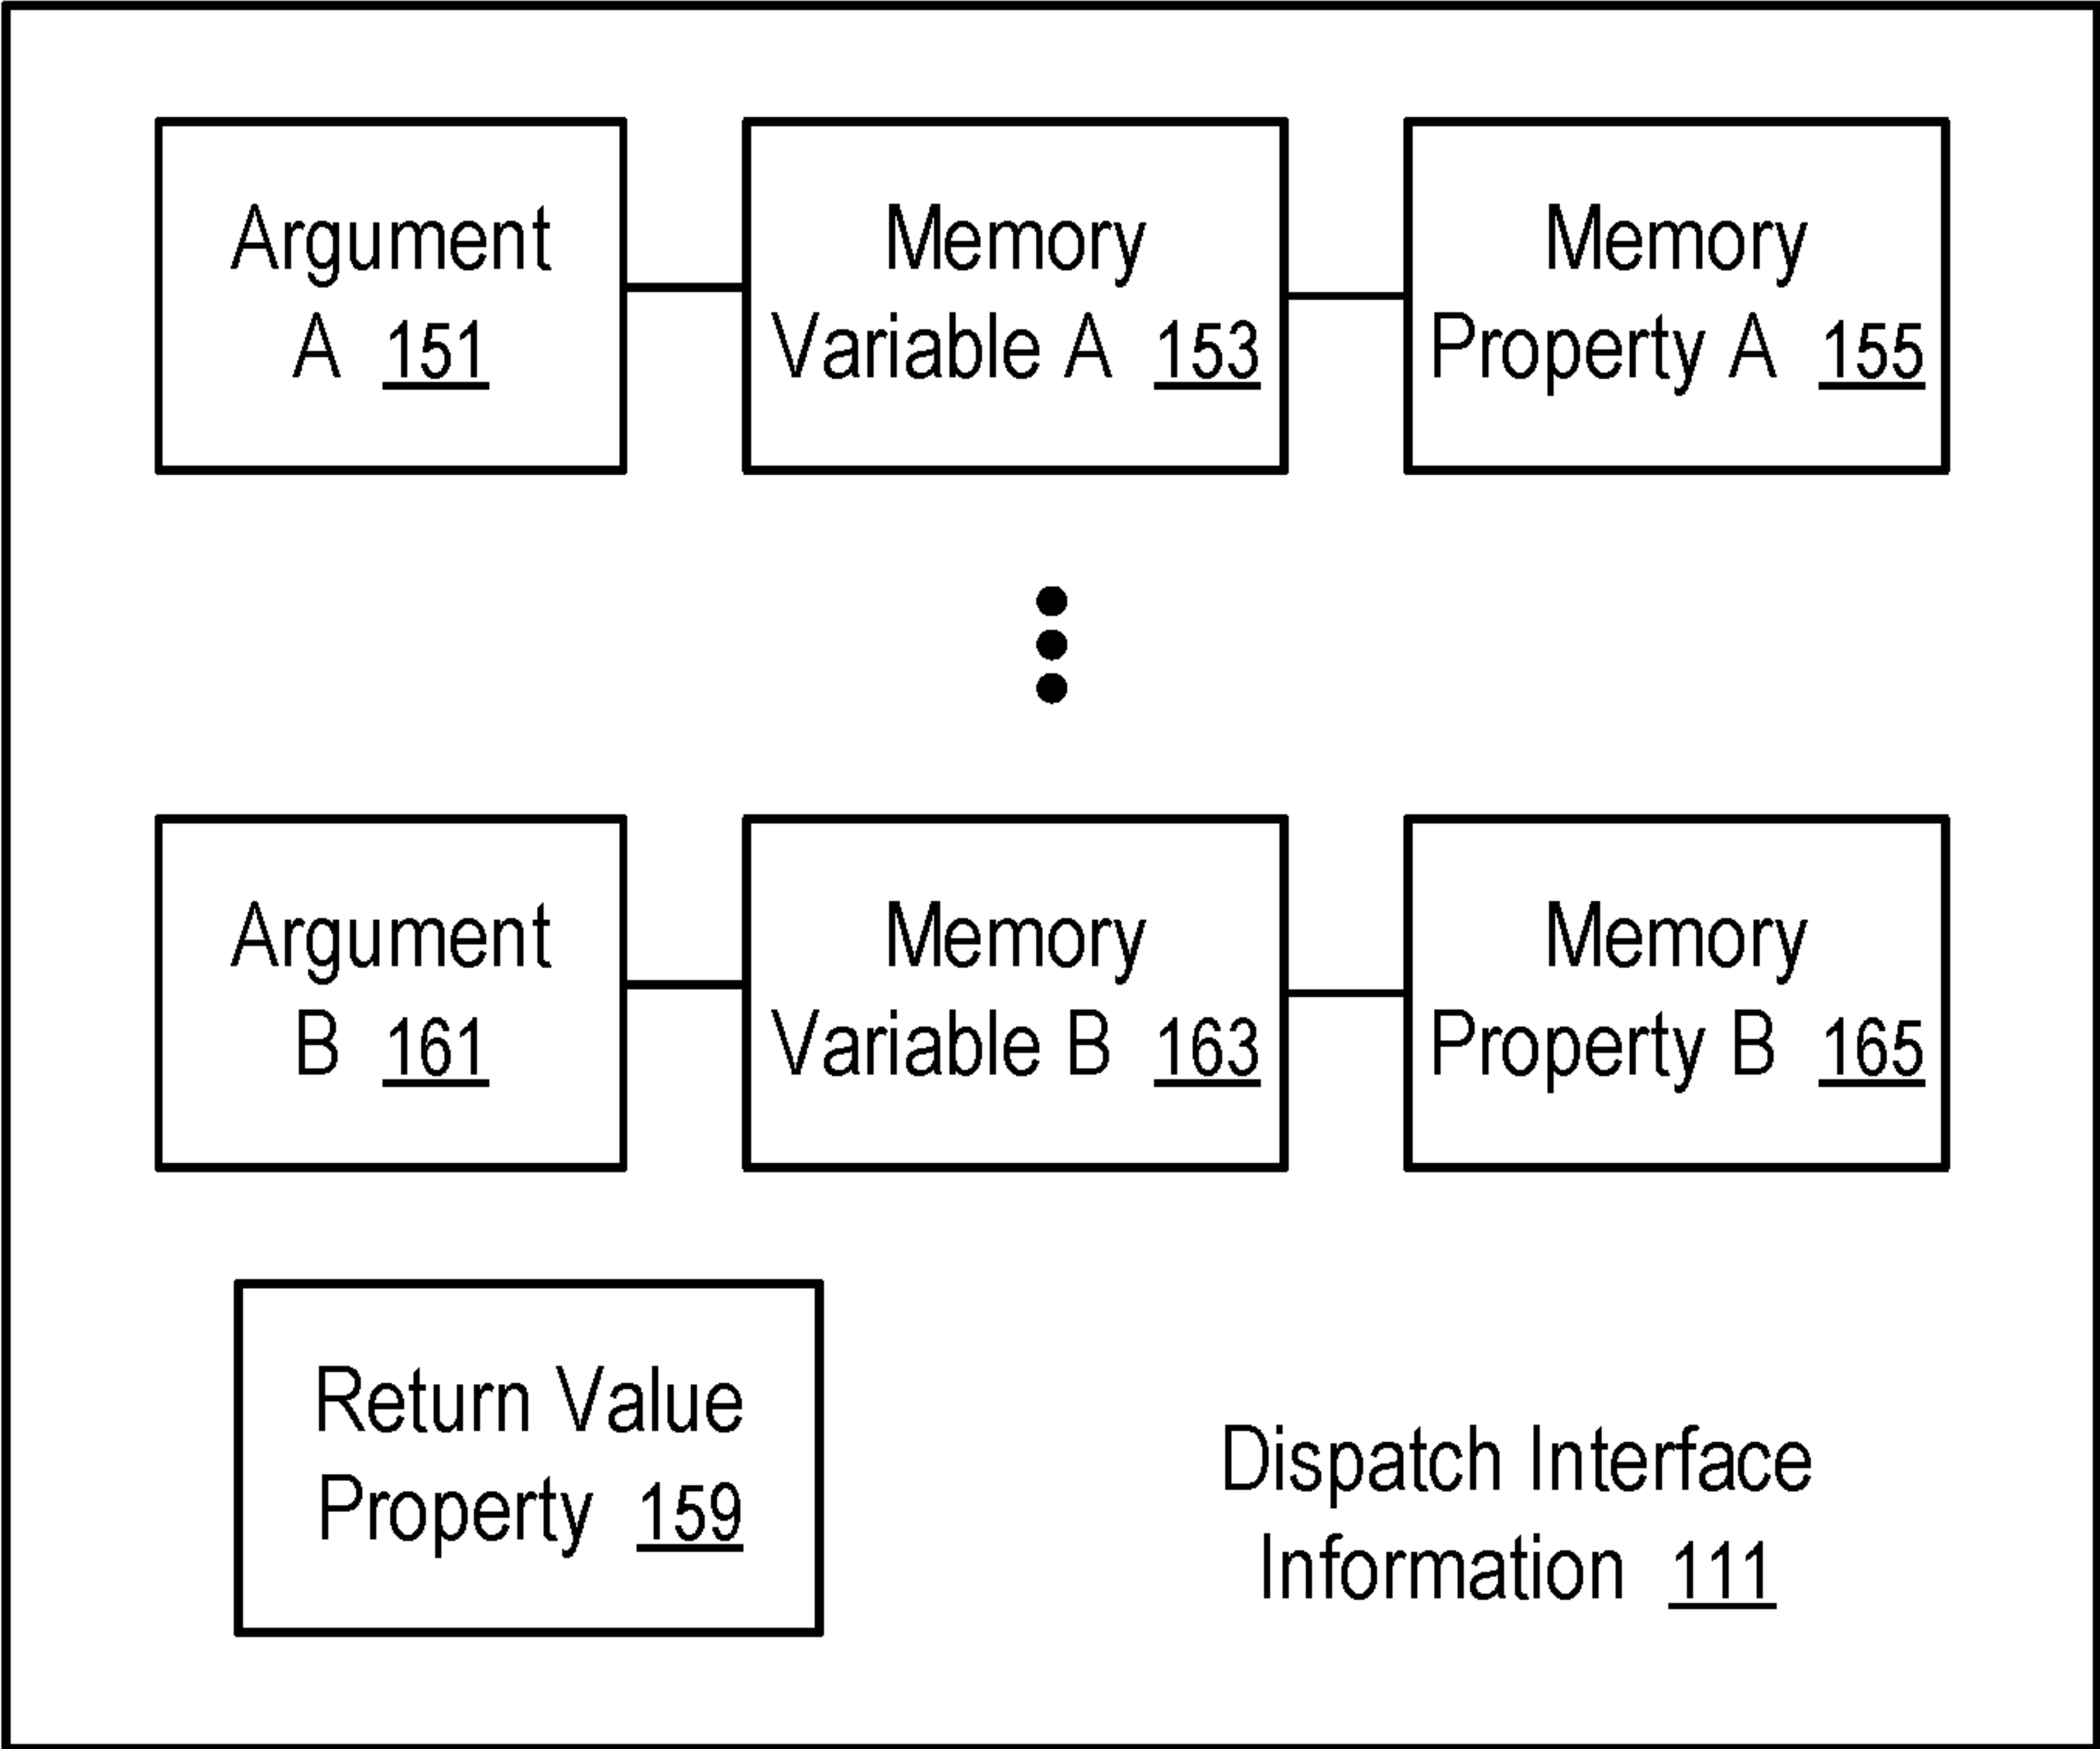 Argument
A 151
Memory
Variable A 153
Memory
Property A 155
Argument
B 161
Memory
Variable B 163
Memory
Property B 165
Return Value
Property 159
Dispatch Interface
Information 111